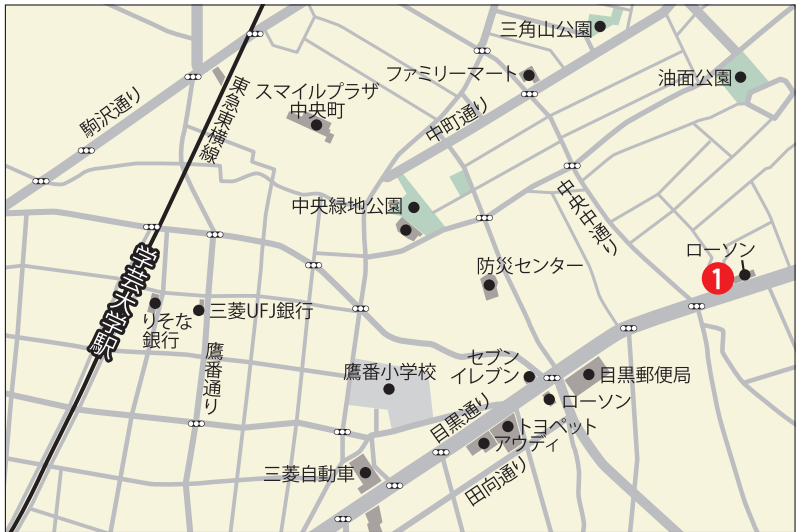 三角山公園
ファミリーマート
油面公園
スマイルプラザ
中央町
東急東横線
駒沢通り
中町通り
中央緑地公園
中央中通り
ローソン
1
防災センター
学芸大学駅
りそな
銀行
三菱UFJ銀行
鷹番通り
セブン
イレブン
目黒郵便局
鷹番小学校
ローソン
目黒通り
トヨペット
アウディ
田向通り
三菱自動車